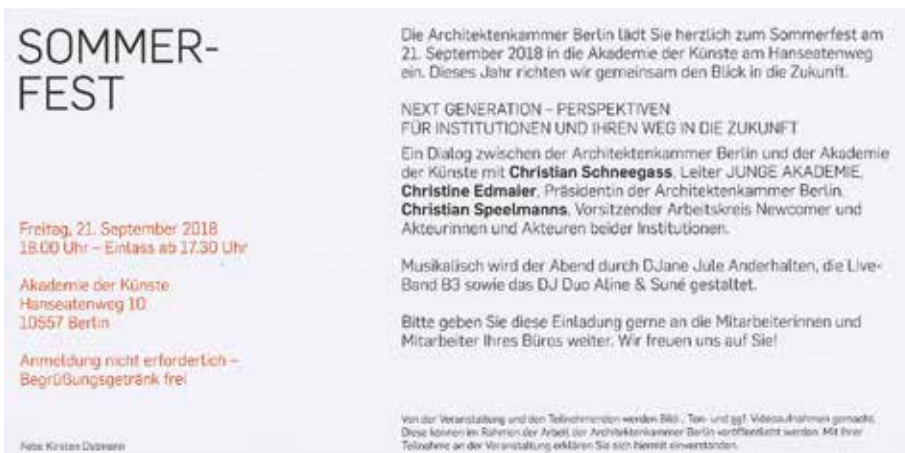 SOMMER-
FEST
Freitag, 21. September 2018
18.00 Uhr – Einlass ab 17.30 Uhr
Akademie der Künste
Hanseatenweg 10
10557 Berlin
Anmeldung nicht erforderlich –
Begrüßungsgetränk frei
Foto: Kirsten
Die Architektenkammer Berlin lädt Sie herzlich zum Sommerfest am
21. September 2018 in die Akademie der Künste am Hanseatenweg
ein. Dieses Jahr richten wir gemeinsam den Blick in die Zukunft.
NEXT GENERATION – PERSPEKTIVEN
FÜR INSTITUTIONEN UND IHREN WEG IN DIE ZUKUNFT
Ein Dialog zwischen der Architektenkammer Berlin und der Akademie
der Künste mit Christian Schneegass, Leiter JUNGE AKADEMIE,
Christine Edmaier, Präsidentin der Architektenkammer Berlin,
Christian Speelmanns, Vorsitzender Arbeitskreis Newcomer und
Akteurinnen und Akteuren beider Institutionen.
Musikalisch wird der Abend durch DJane Jule Anderhalten, die Live-
Band B3 sowie das DJ Duo Aline & Suné gestaltet.
Bitte geben Sie diese Einladung gerne an die Mitarbeiterinnen und
Mitarbeiter Ihres Büros weiter. Wir freuen uns auf Sie!
Von der Veranstaltung und den Teilnehmenden werden Bild-, Ton- und ggf. Videoaufnahmen gemacht.
Diese können im Rahmen der Arbeit der Architektenkammer Berlin veröffentlicht werden. Mit Ihrer
Teilnahme an der Veranstaltung erklären Sie sich hiermit einverstanden.